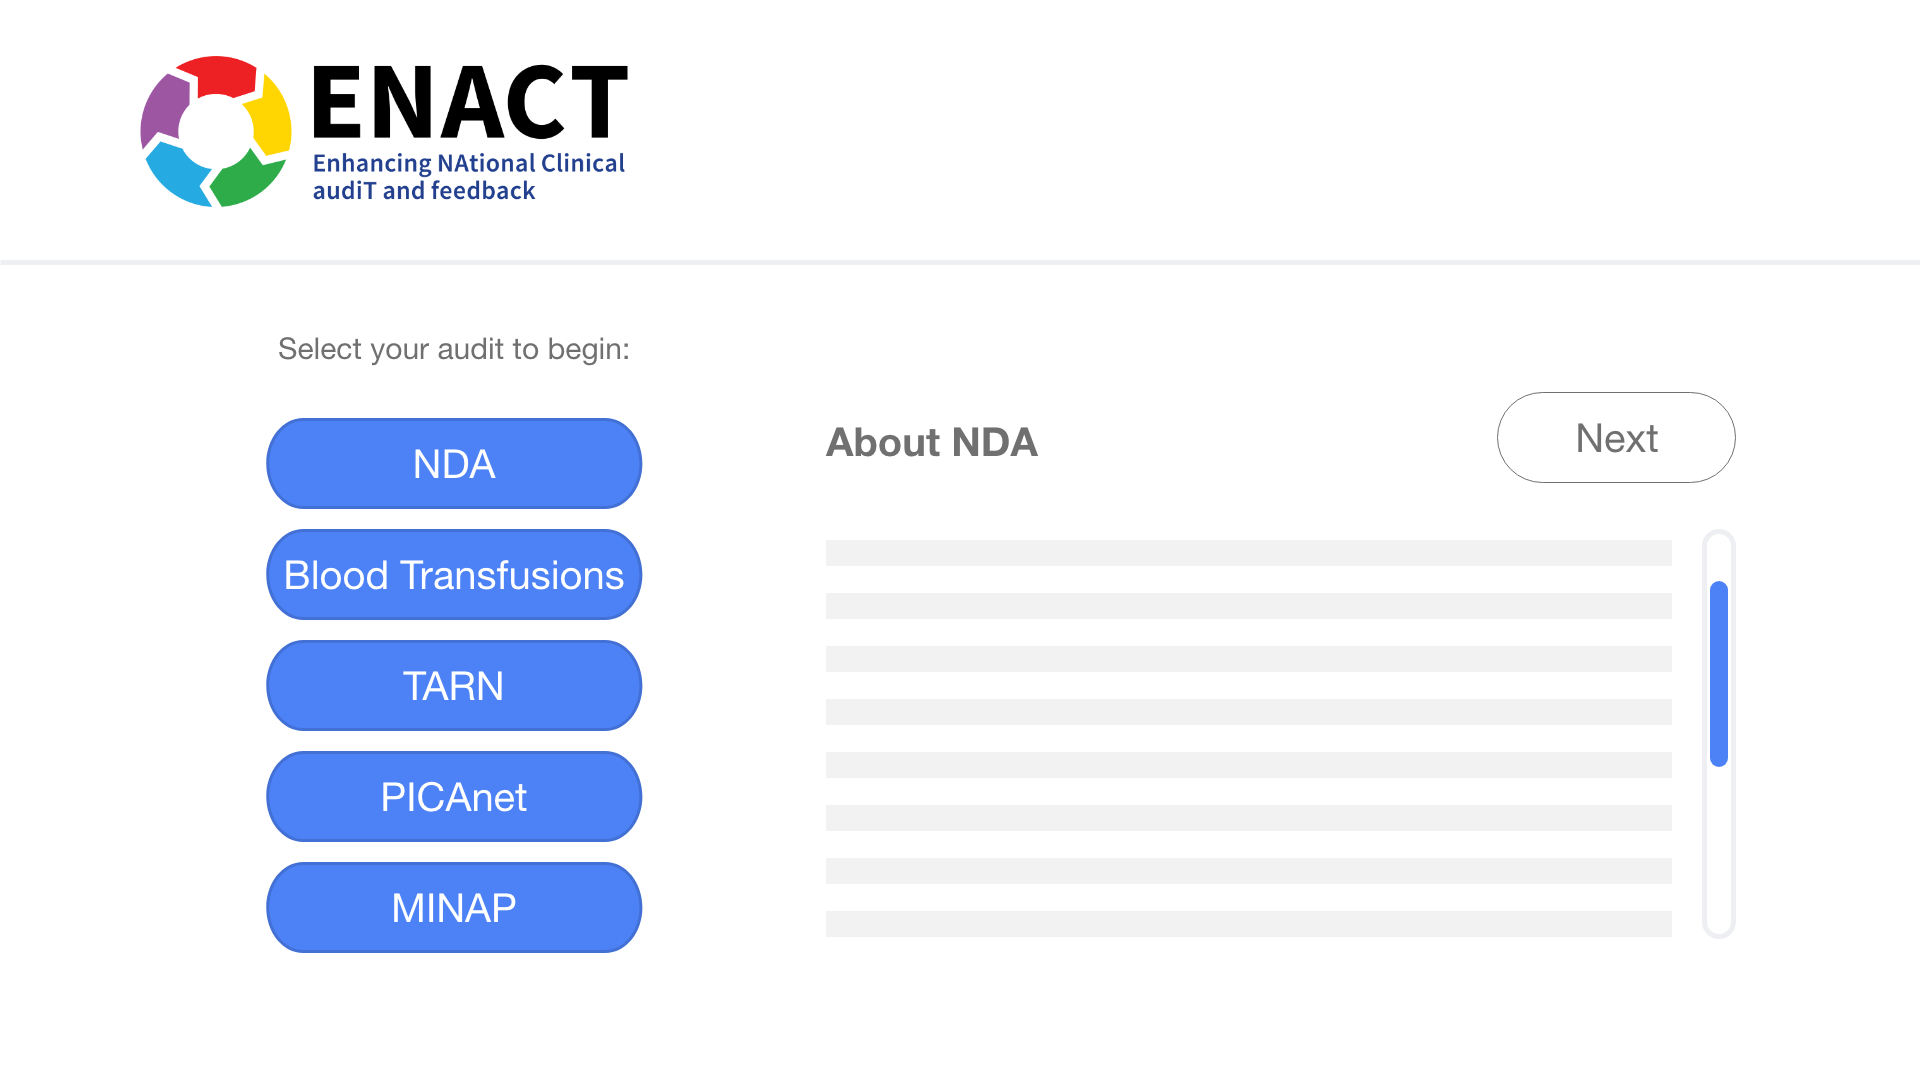 ENACT
Enhancing NAtional Clinical
audiT and feedback
Select your audit to begin:
NDA
Blood Transfusions
TARN
PICAnet
MINAP
About NDA
Next